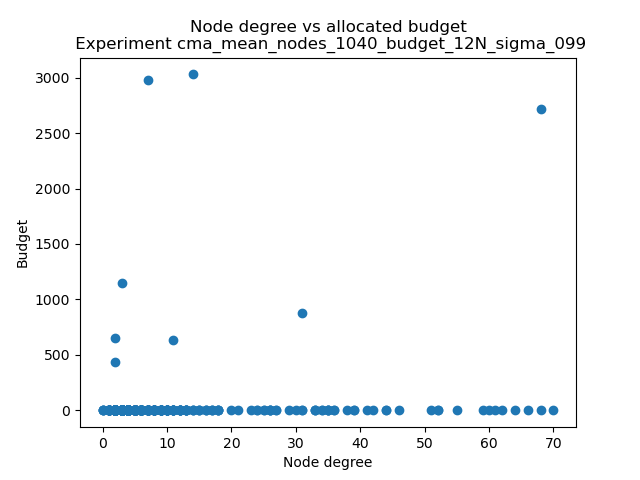 Node degree vs allocated budget
Experiment cma_mean_nodes_1040_budget_12N_sigma_099
3000
2500
2000
1500
1000
500
0
Budget
0 10 20 30 40 50 60 70
Node degree